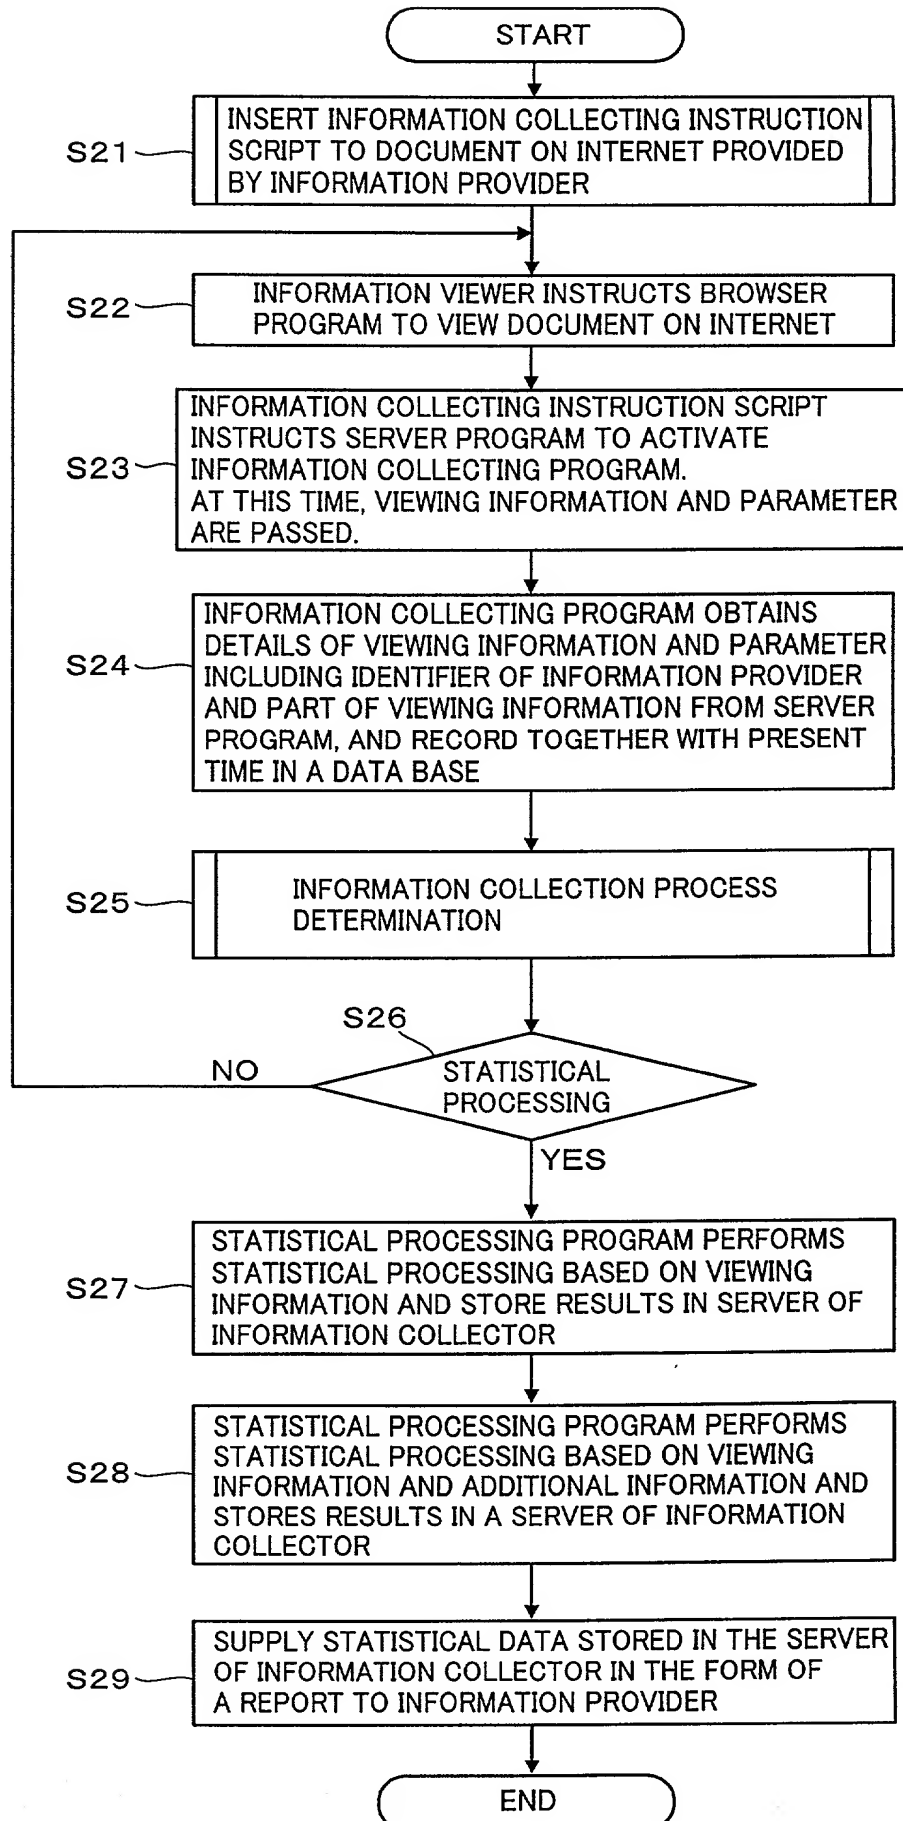 START
S21
INSERT INFORMATION COLLECTING INSTRUCTION
SCRIPT TO DOCUMENT ON INTERNET PROVIDED
BY INFORMATION PROVIDER
S22
INFORMATION VIEWER INSTRUCTS BROWSER
PROGRAM TO VIEW DOCUMENT ON INTERNET
S23
INFORMATION COLLECTING INSTRUCTION SCRIPT
INSTRUCTS SERVER PROGRAM TO ACTIVATE
INFORMATION COLLECTING PROGRAM.
AT THIS TIME, VIEWING INFORMATION AND PARAMETER
ARE PASSED.
S24
INFORMATION COLLECTING PROGRAM OBTAINS
DETAILS OF VIEWING INFORMATION AND PARAMETER
INCLUDING IDENTIFIER OF INFORMATION PROVIDER
AND PART OF VIEWING INFORMATION FROM SERVER
PROGRAM, AND RECORD TOGETHER WITH PRESENT
TIME IN A DATA BASE
S25
INFORMATION COLLECTION PROCESS
DETERMINATION
S26
STATISTICAL
PROCESSING
NO
YES
S27
STATISTICAL PROCESSING PROGRAM PERFORMS
STATISTICAL PROCESSING BASED ON VIEWING
INFORMATION AND STORE RESULTS IN SERVER OF
INFORMATION COLLECTOR
S28
STATISTICAL PROCESSING PROGRAM PERFORMS
STATISTICAL PROCESSING BASED ON VIEWING
INFORMATION AND ADDITIONAL INFORMATION AND
STORES RESULTS IN A SERVER OF INFORMATION
COLLECTOR
S29
SUPPLY STATISTICAL DATA STORED IN THE SERVER
OF INFORMATION COLLECTOR IN THE FORM OF
A REPORT TO INFORMATION PROVIDER
END